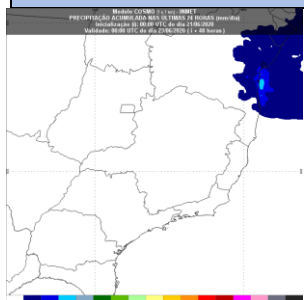 Modelo COSMO - INMET
PRECIPITAÇÃO ACUMULADA NAS ÚLTIMAS 24 HORAS (mm/dia)
Inicialização (i): 00:00 UTC do dia 21/06/2020
Validade: 00:00 UTC do dia 23/06/2020 ( i + 48 horas )